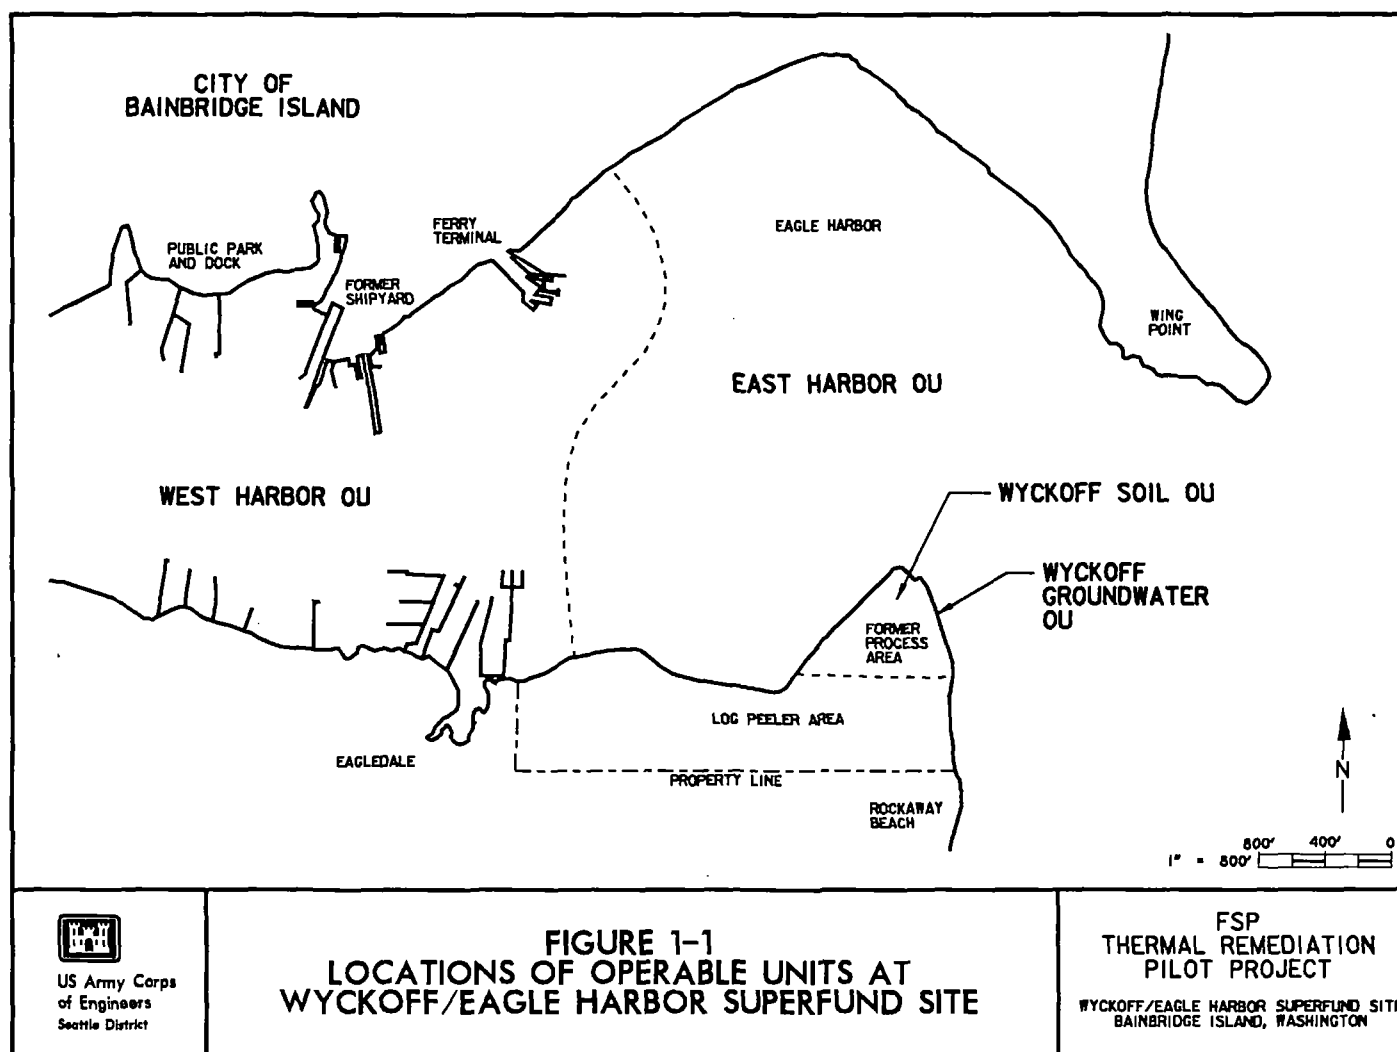 CITY OF
BAINBRIDGE ISLAND
PUBLIC PARK
AND DOCK
FERRY
TERMINAL
FORMER
SHIPYARD
EAGLE HARBOR
WING
POINT
EAST HARBOR OU
WEST HARBOR OU
WYCKOFF SOIL OU
WYCKOFF
GROUNDWATER
OU
FORMER
PROCESS
AREA
LOG PEELER AREA
EAGLEDALE
PROPERTY LINE
ROCKAWAY
BEACH
N
800' 400' 0
1" = 800'
US Army Corps
of Engineers
Seattle District
FIGURE 1-1
LOCATIONS OF OPERABLE UNITS AT
WYCKOFF/EAGLE HARBOR SUPERFUND SITE
FSP
THERMAL REMEDIATION
PILOT PROJECT
WYCKOFF/EAGLE HARBOR SUPERFUND SITE
BAINBRIDGE ISLAND, WASHINGTON